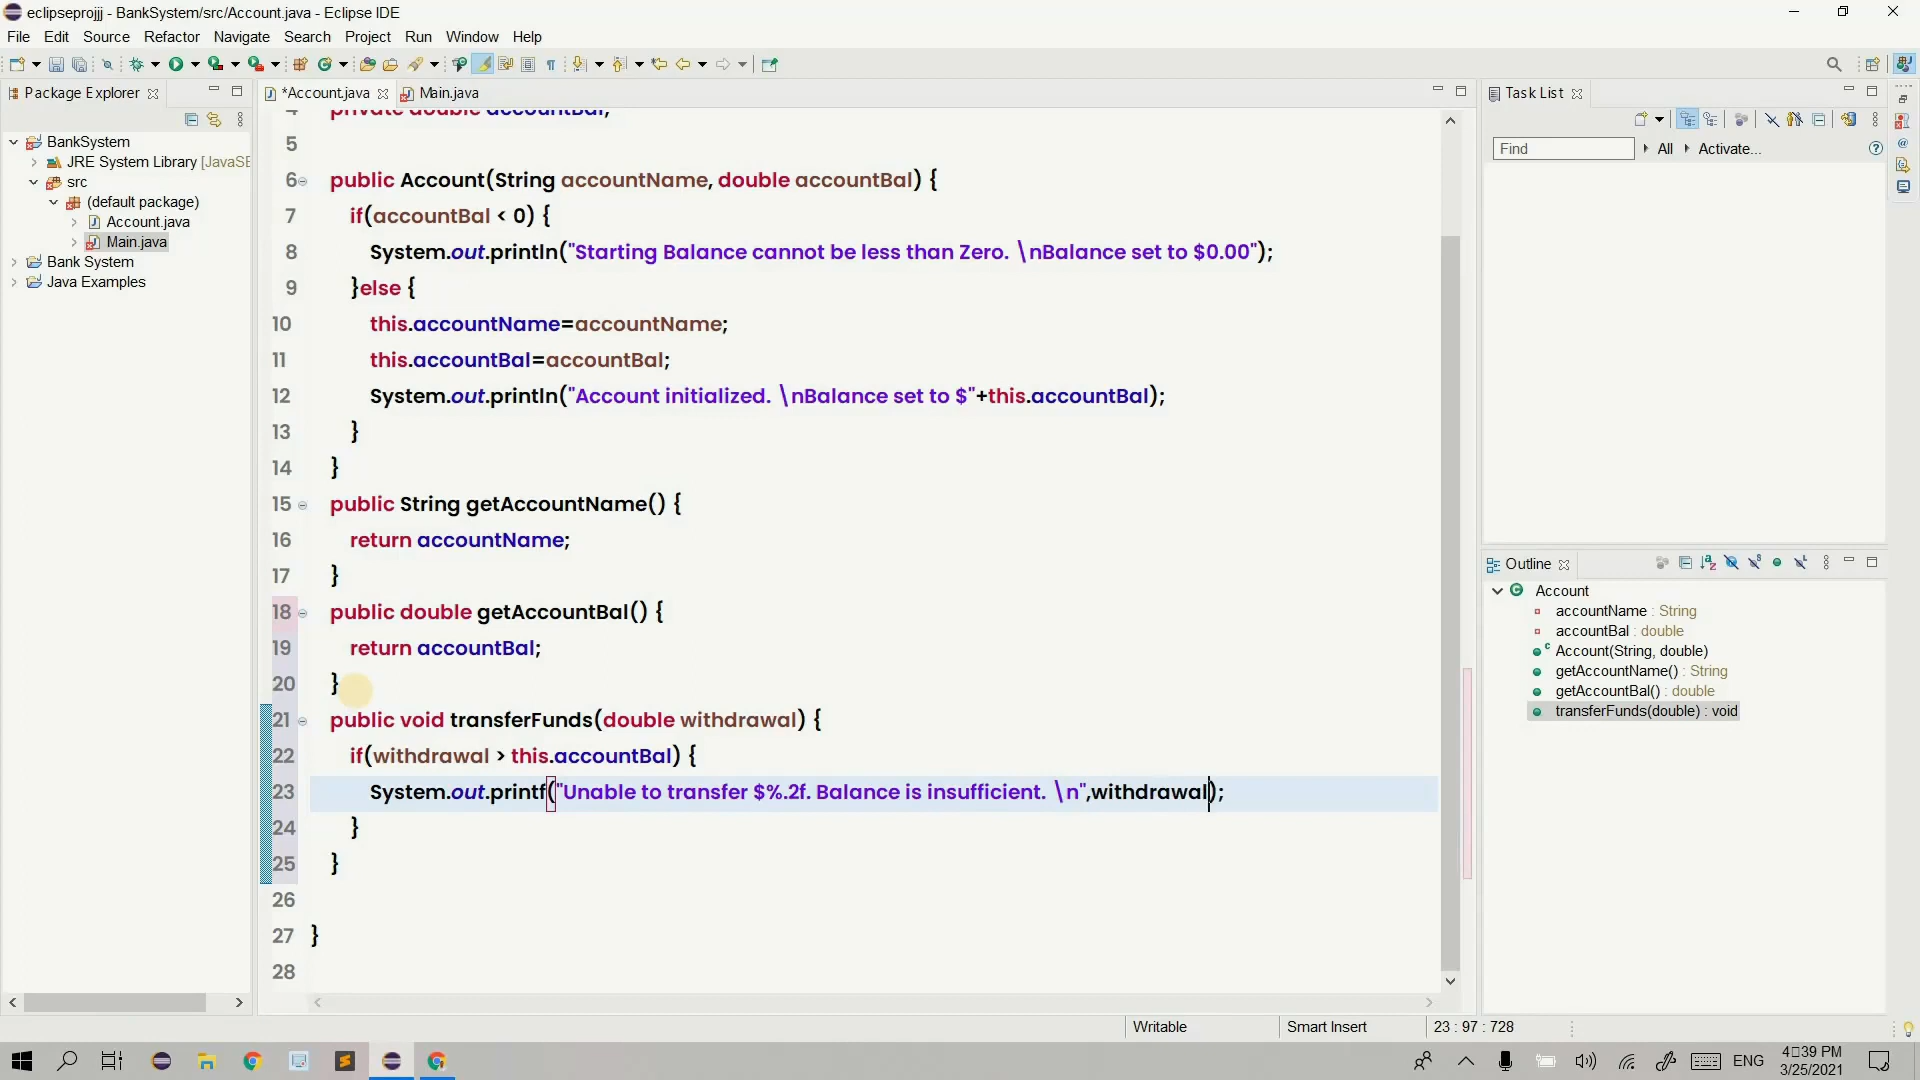 eclipseprojjj - BankSystem/src/Account.java - Eclipse IDE
File Edit Source Refactor Navigate Search Project Run Window Help
Package Explorer
*Account.java
Main.java
Task List
BankSystem
JRE System Library [JavaSE
src
(default package)
Account.java
Main.java
Bank System
Java Examples
4 private double accountBal;
5
6 public Account(String accountName, double accountBal) {
7 if(accountBal < 0) {
8 System.out.println("Starting Balance cannot be less than Zero. \nBalance set to $0.00");
9 }else {
10 this.accountName=accountName;
11 this.accountBal=accountBal;
12 System.out.println("Account initialized. \nBalance set to $"+this.accountBal);
13 }
14 }
15 public String getAccountName() {
16 return accountName;
17 }
18 public double getAccountBal() {
19 return accountBal;
20 }
21 public void transferFunds(double withdrawal) {
22 if(withdrawal > this.accountBal) {
23 System.out.printf("Unable to transfer $%.2f. Balance is insufficient. \n",withdrawal);
24 }
25 }
26
27 }
28
Find
All
Activate...
Outline
Account
accountName : String
accountBal : double
Account(String, double)
getAccountName() : String
getAccountBal() : double
transferFunds(double) : void
Writable
Smart Insert
23 : 97 : 728
ENG
4:39 PM
3/25/2021